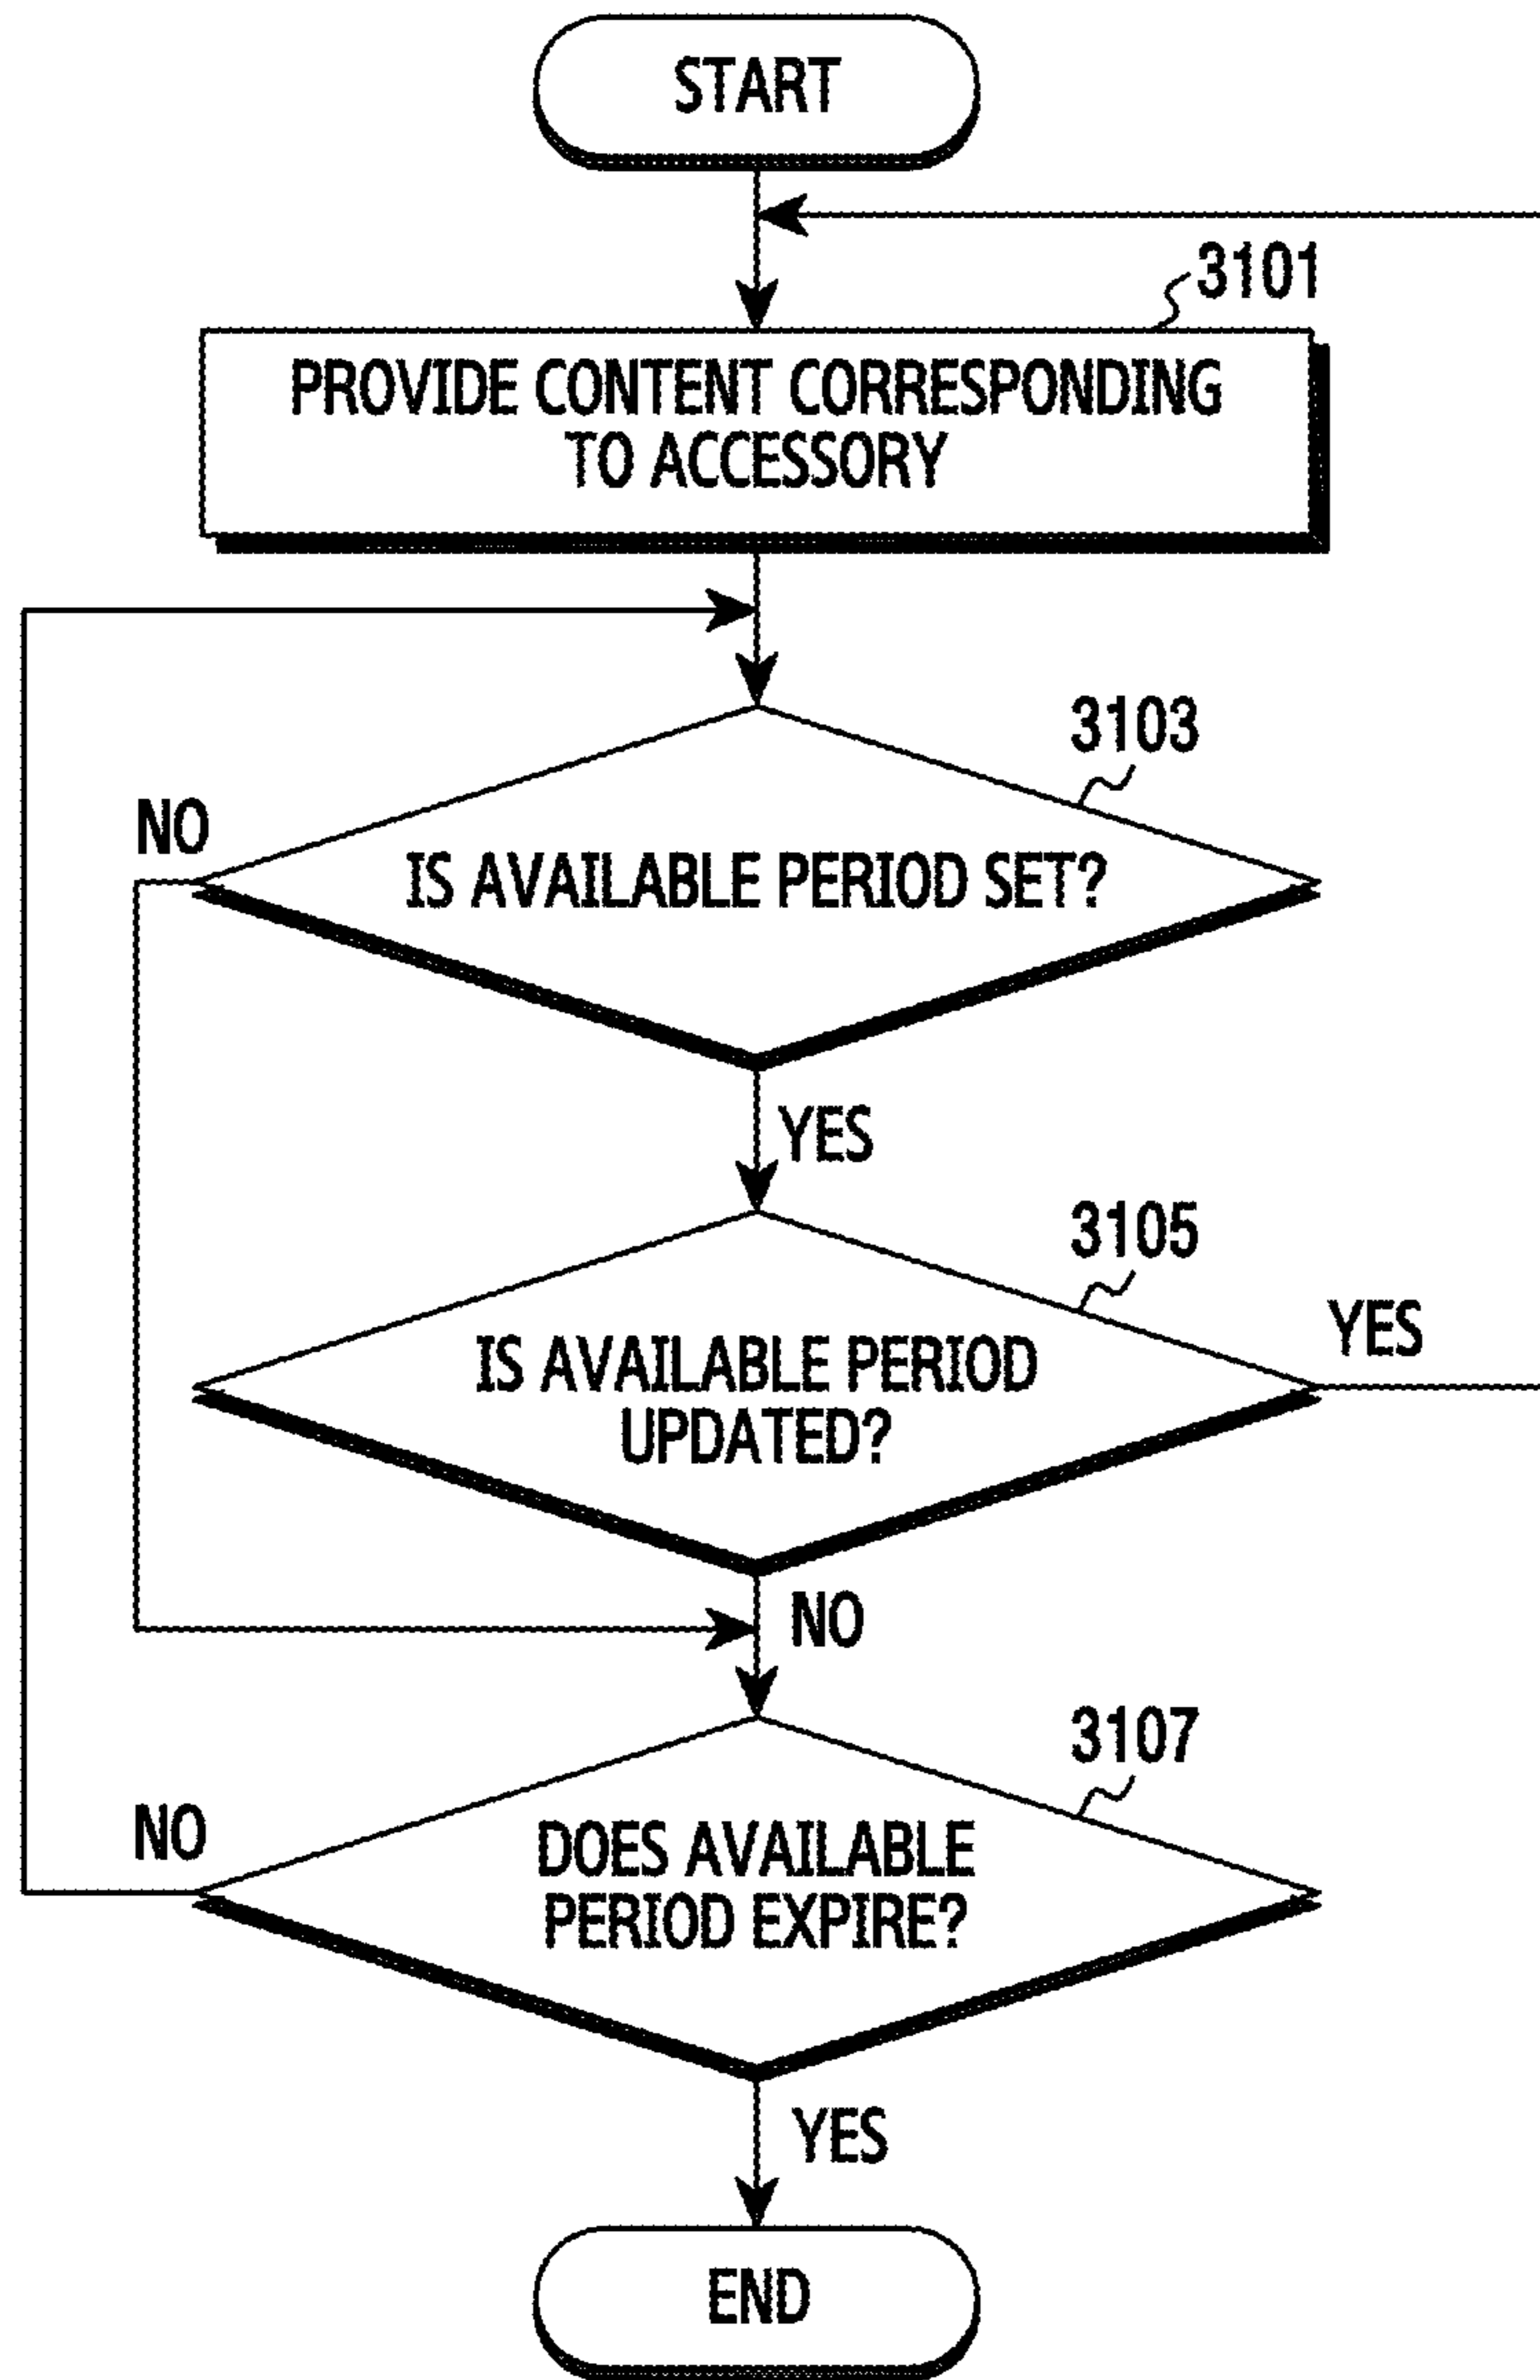 START
3101
PROVIDE CONTENT CORRESPONDING
TO ACCESSORY
3103
NO
IS AVAILABLE PERIOD SET?
YES
3105
YES
IS AVAILABLE PERIOD
UPDATED?
NO
3107
NO
DOES AVAILABLE
PERIOD EXPIRE?
YES
END